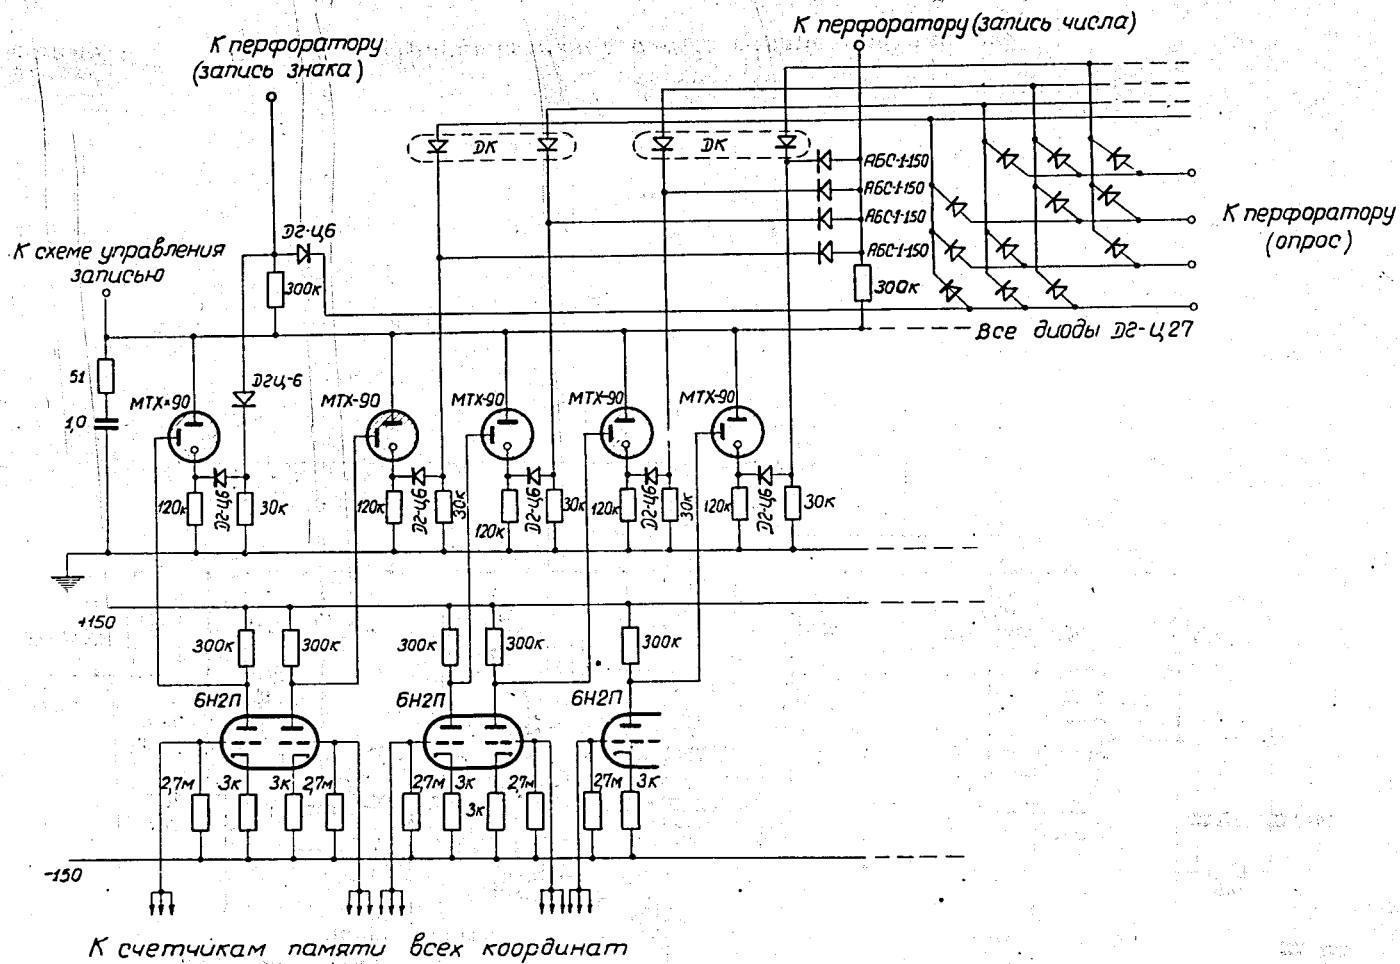 К перфоратору (запись числа)
К перфоратору
(запись знака)
ДК
ДК
АБС-1-150
АБС-1-150
АБС-1-150
АБС-1-150
К перфоратору
(опрос)
К схеме управления
записью
Д2-Ц6
300к
300к
Все диоды Д2-Ц27
51
1,0
МТХ-90
Д2Ц-6
МТХ-90
МТХ-90
МТХ-90
МТХ-90
120к
Д2-Ц6
30к
120к
Д2-Ц6
30к
120к
Д2-Ц6
30к
120к
Д2-Ц6
30к
120к
Д2-Ц6
30к
+150
300к
300к
300к
300к
300к
6Н2П
6Н2П
6Н2П
2,7м
3к
3к
2,7м
2,7м
3к
3к
2,7м
2,7м
3к
-150
К счетчикам памяти всех координат